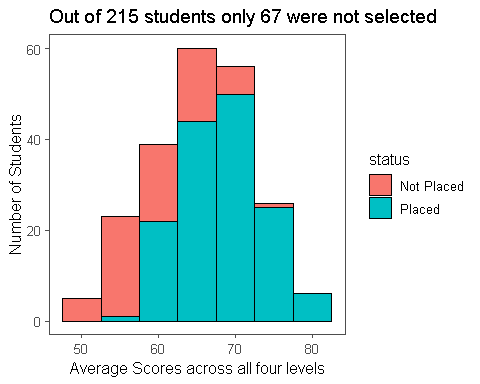 Out of 215 students only 67 were not selected
60
40
20
0
Number of Students
50 60 70 80
Average Scores across all four levels
status
Not Placed
Placed